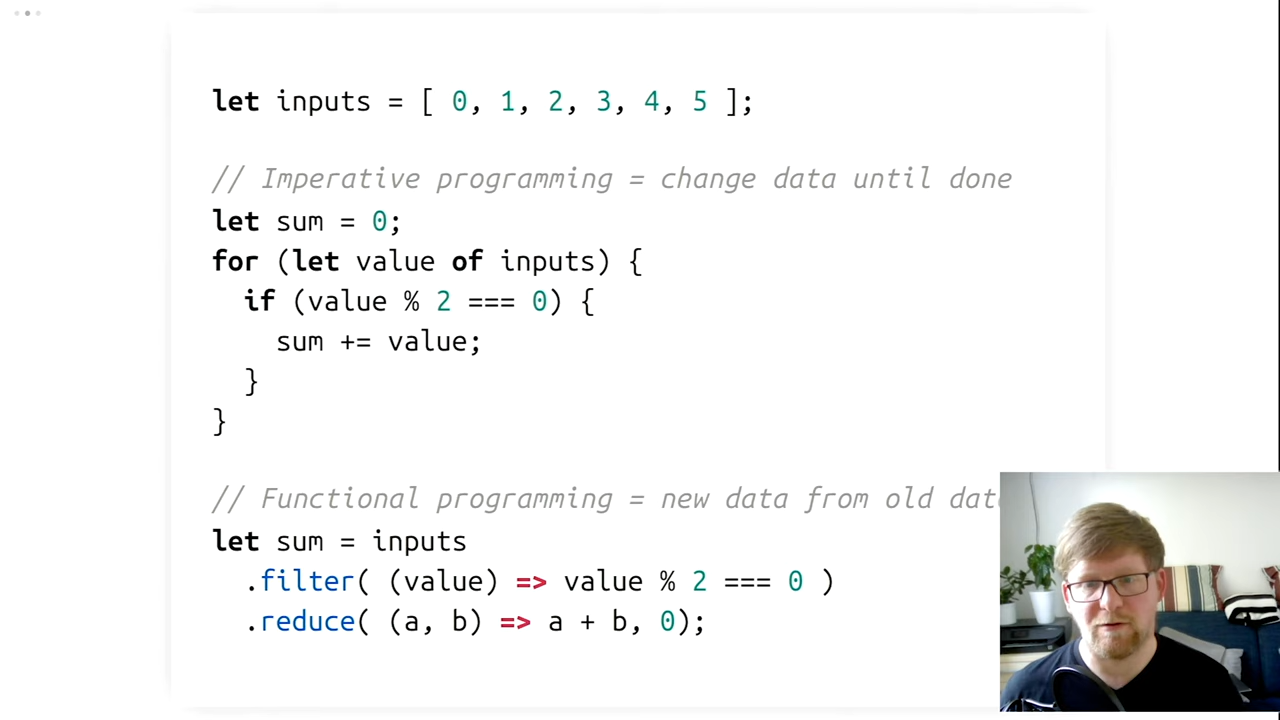 let inputs = [ 0, 1, 2, 3, 4, 5 ];
// Imperative programming = change data until done
let sum = 0;
for (let value of inputs) {
if (value % 2 === 0) {
sum += value;
}
}
// Functional programming = new data from old
let sum = inputs
.filter( (value) => value % 2 === 0 )
.reduce( (a, b) => a + b, 0);